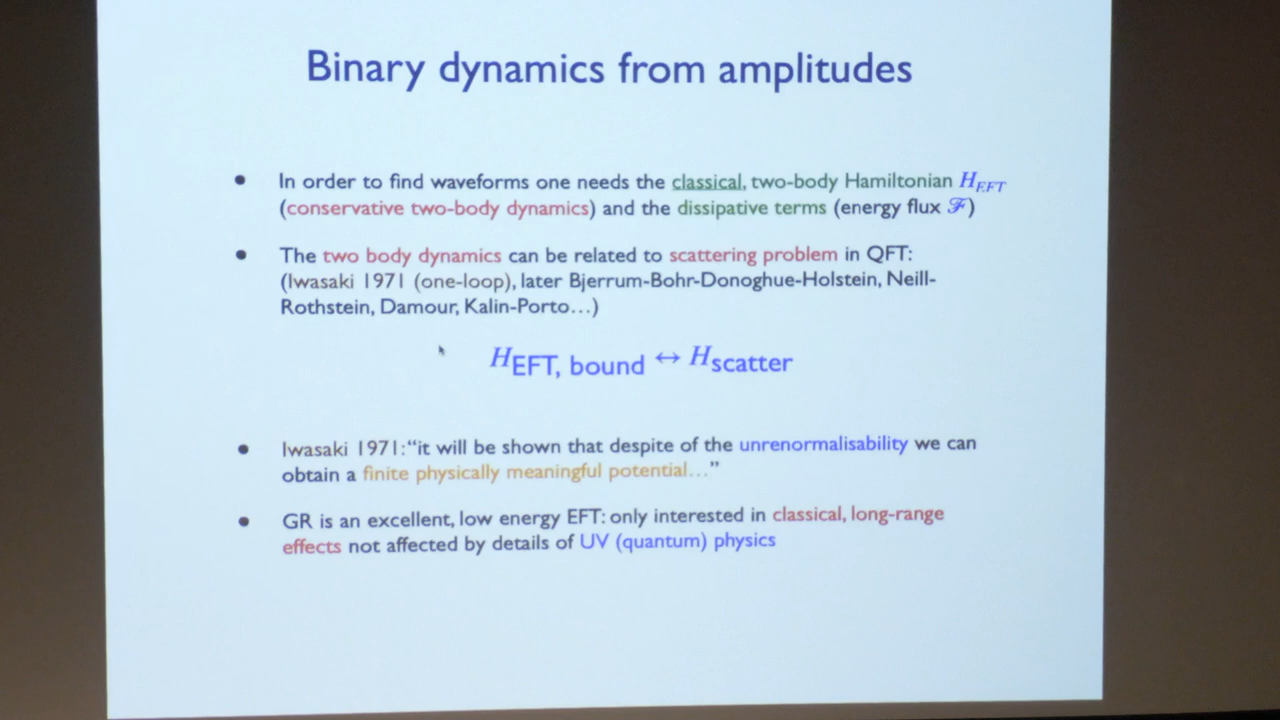 Binary dynamics from amplitudes
• In order to find waveforms one needs the classical, two-body Hamiltonian H_EFT
(conservative two-body dynamics) and the dissipative terms (energy flux ℱ)
• The two body dynamics can be related to scattering problem in QFT:
(Iwasaki 1971 (one-loop), later Bjerrum-Bohr-Donoghue-Holstein, Neill-
Rothstein, Damour, Kalin-Porto…)
H_EFT, bound ↔ H_scatter
• Iwasaki 1971:“it will be shown that despite of the unrenormalisability we can
obtain a finite physically meaningful potential…”
• GR is an excellent, low energy EFT: only interested in classical, long-range
effects not affected by details of UV (quantum) physics